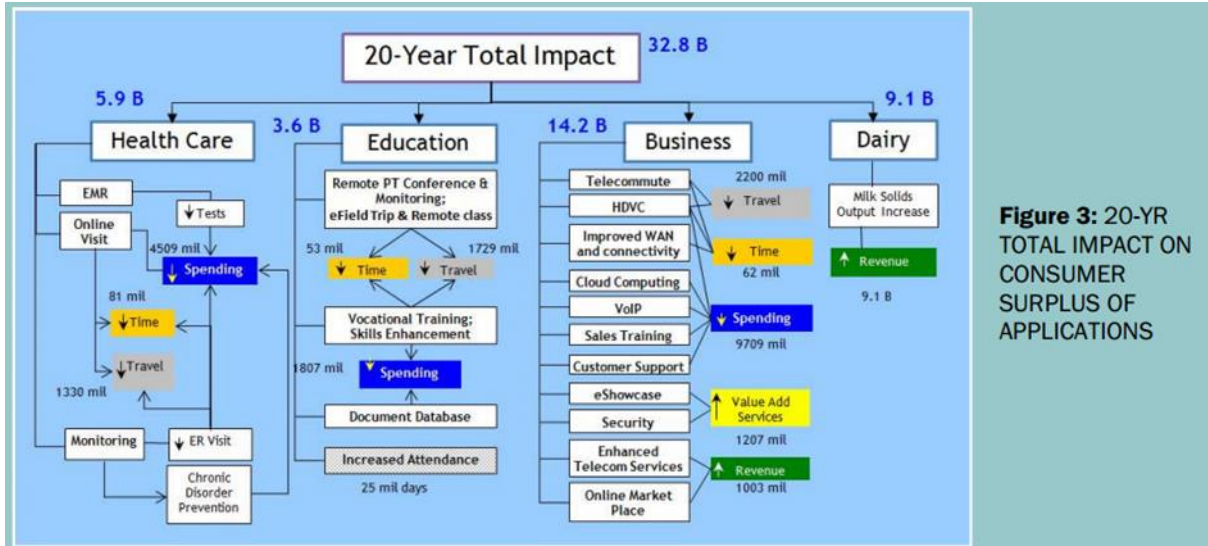 20-Year Total Impact
32.8 B
5.9 B
Health Care
EMR
Online
Visit
Tests
4509 mil
Spending
81 mil
Time
Travel
1330 mil
Monitoring
ER Visit
Chronic
Disorder
Prevention
3.6 B
Education
Remote PT Conference &
Monitoring;
eField Trip & Remote class
53 mil
1729 mil
Time
Travel
Vocational Training;
Skills Enhancement
1807 mil
Spending
Document Database
Increased Attendance
25 mil days
14.2 B
Business
Telecommute
HDVC
Improved WAN
and connectivity
Cloud Computing
VoIP
Sales Training
Customer Support
eShowcase
Security
Enhanced
Telecom Services
Online Market
Place
2200 mil
Travel
Time
62 mil
Spending
9709 mil
Value Add
Services
1207 mil
Revenue
1003 mil
9.1 B
Dairy
Milk Solids
Output Increase
Revenue
9.1 B
Figure 3: 20-YR
TOTAL IMPACT ON
CONSUMER
SURPLUS OF
APPLICATIONS